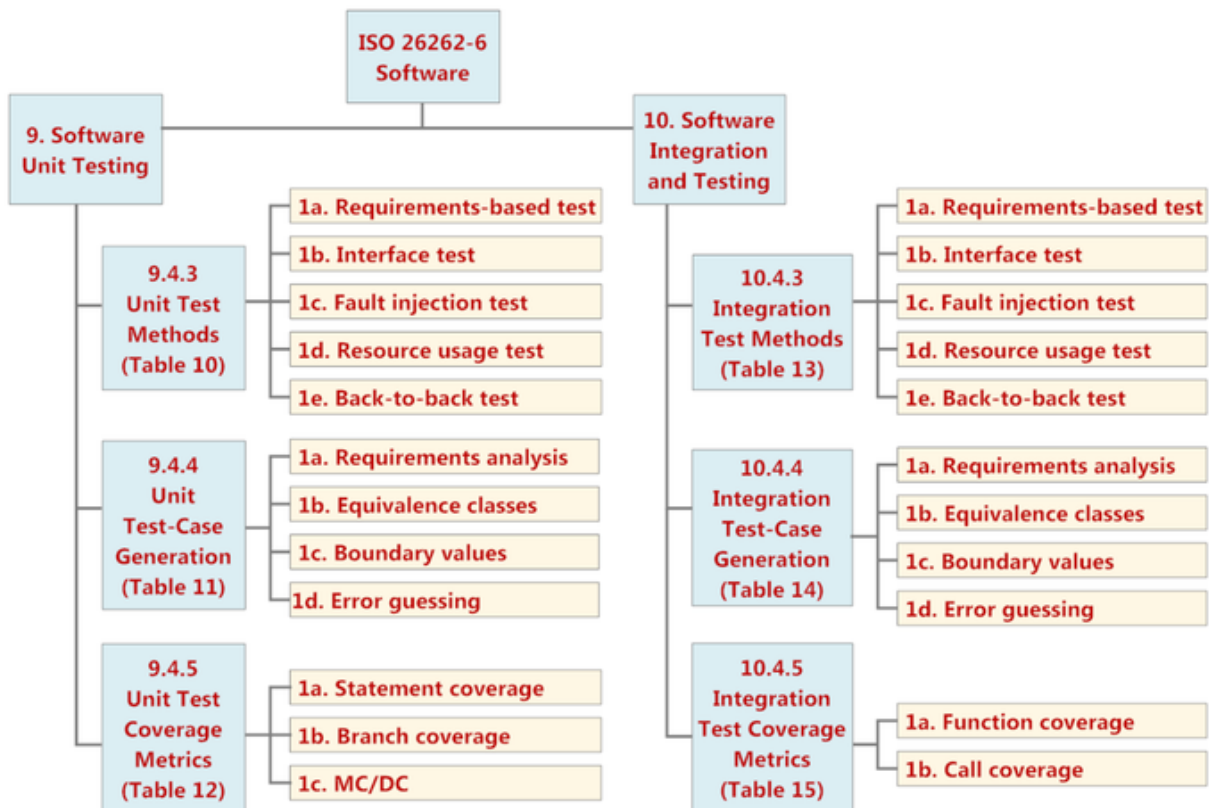 ISO 26262-6
Software
9. Software
Unit Testing
9.4.3
Unit Test
Methods
(Table 10)
1a. Requirements-based test
1b. Interface test
1c. Fault injection test
1d. Resource usage test
1e. Back-to-back test
9.4.4
Unit
Test-Case
Generation
(Table 11)
1a. Requirements analysis
1b. Equivalence classes
1c. Boundary values
1d. Error guessing
9.4.5
Unit Test
Coverage
Metrics
(Table 12)
1a. Statement coverage
1b. Branch coverage
1c. MC/DC
10. Software
Integration
and Testing
10.4.3
Integration
Test Methods
(Table 13)
1a. Requirements-based test
1b. Interface test
1c. Fault injection test
1d. Resource usage test
1e. Back-to-back test
10.4.4
Integration
Test-Case
Generation
(Table 14)
1a. Requirements analysis
1b. Equivalence classes
1c. Boundary values
1d. Error guessing
10.4.5
Integration
Test Coverage
Metrics
(Table 15)
1a. Function coverage
1b. Call coverage